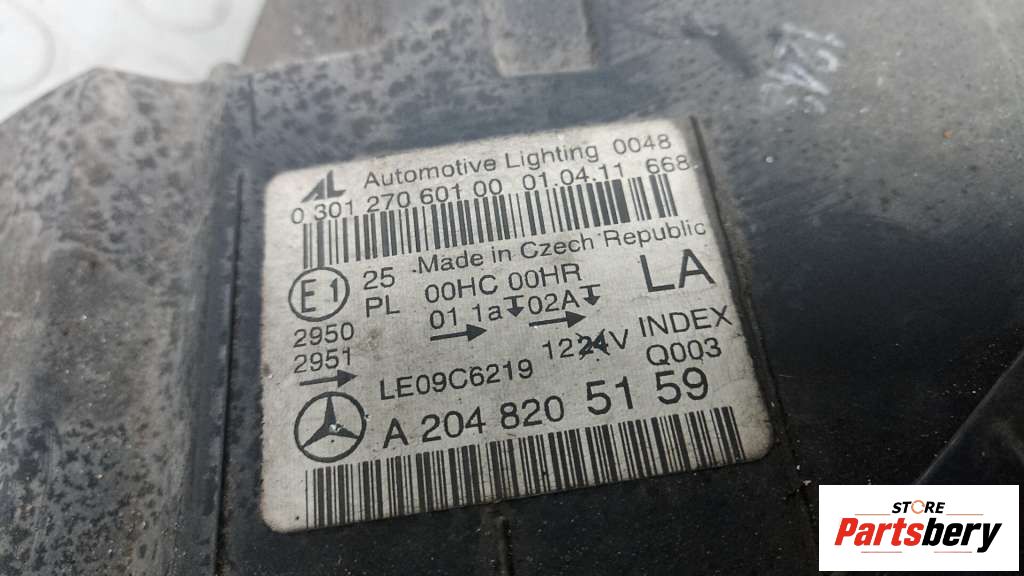 AL Automotive Lighting 0048
0 301 270 601 00 01.04.11 668
Made in Czech Republic
E1 25 00HC 00HR LA
PL 01 1a 02A
2950
2951 12 24V INDEX
LE09C6219 Q003
A 204 820 51 59
STORE
Partsbery